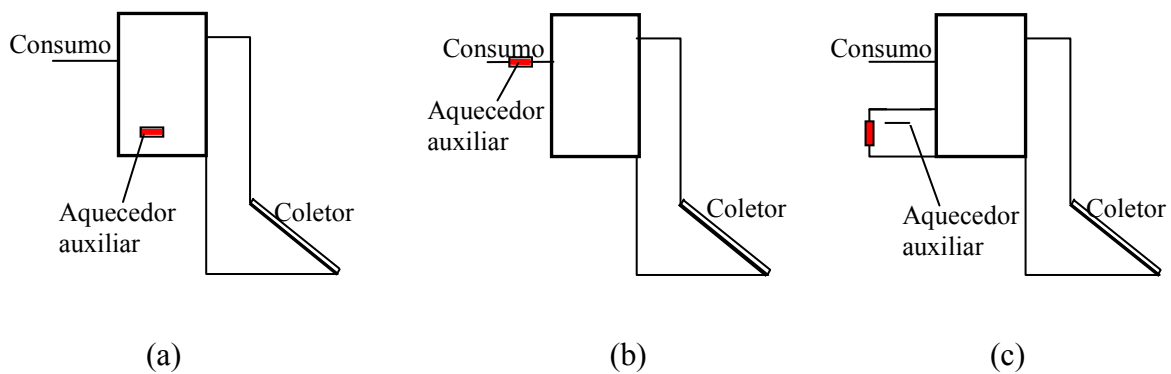 Consumo
Aquecedor
auxiliar
Coletor
(a)
Consumo
Aquecedor
auxiliar
Coletor
(b)
Consumo
Aquecedor
auxiliar
Coletor
(c)